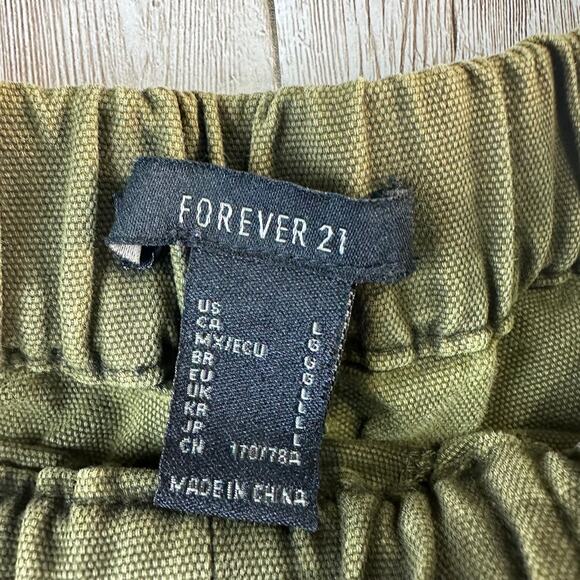 FOREVER 21
US L
CA G
MX/ECU G
BR G
EU L
UK L
KR L
JP L
CN 170/78A
MADE IN CHINA